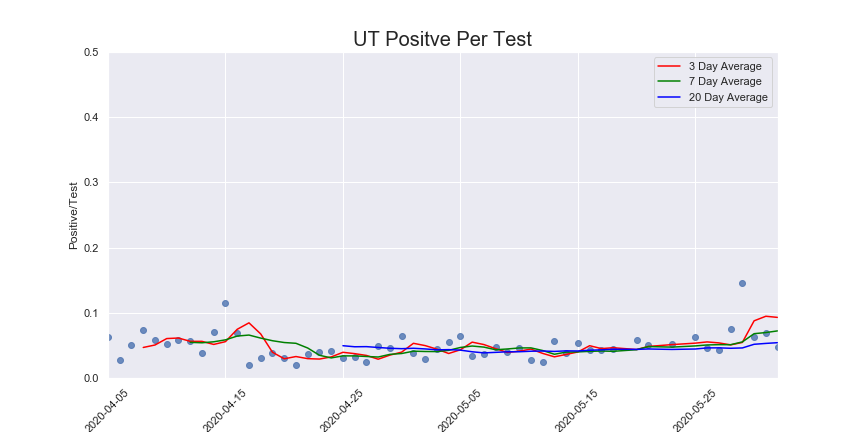 UT Positve Per Test
0.5
0.4
0.3
0.2
0.1
0.0
Positive/Test
3 Day Average
7 Day Average
20 Day Average
2020-04-05
2020-04-15
2020-04-25
2020-05-05
2020-05-15
2020-05-25